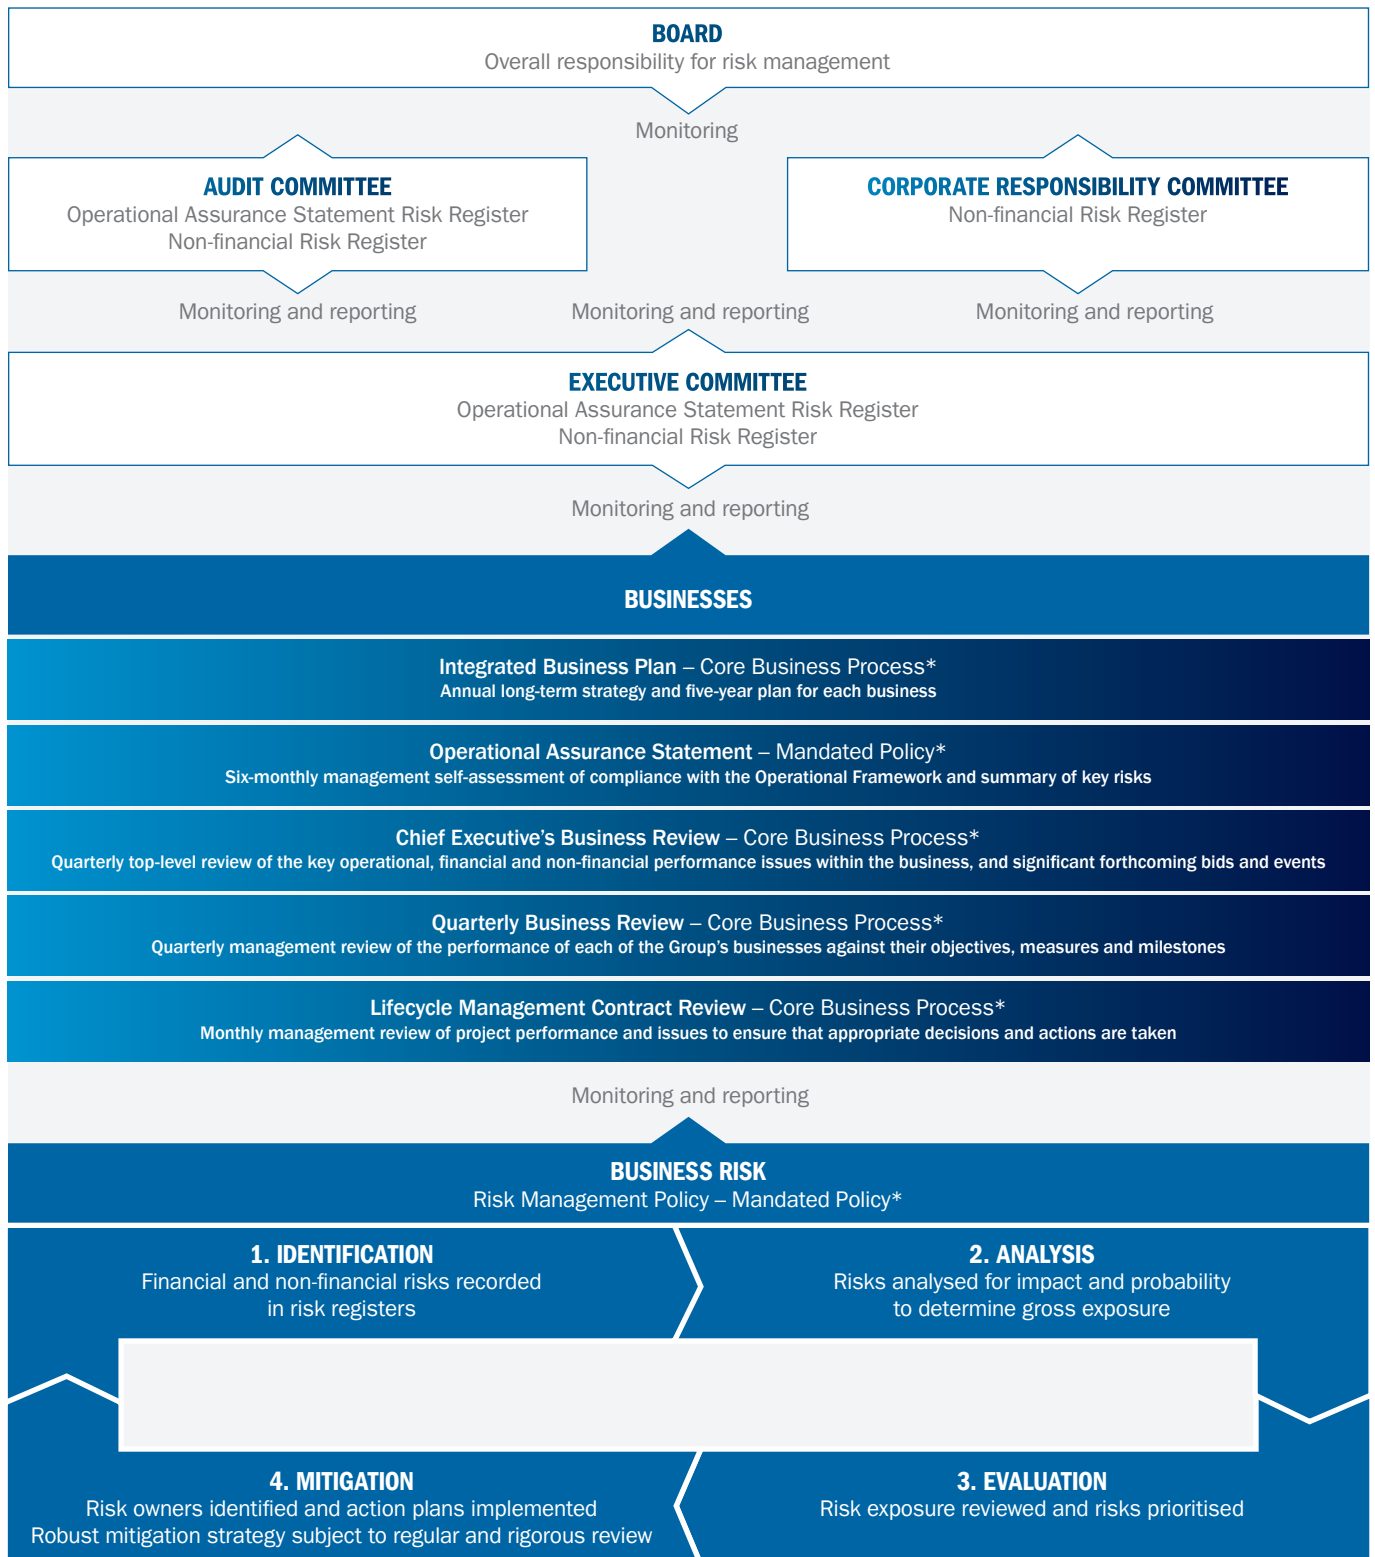 BOARD
Overall responsibility for risk management
Monitoring
AUDIT COMMITTEE
Operational Assurance Statement Risk Register
Non-financial Risk Register
CORPORATE RESPONSIBILITY COMMITTEE
Non-financial Risk Register
Monitoring and reporting
Monitoring and reporting
Monitoring and reporting
EXECUTIVE COMMITTEE
Operational Assurance Statement Risk Register
Non-financial Risk Register
Monitoring and reporting
BUSINESSES
Integrated Business Plan – Core Business Process*
Annual long-term strategy and five-year plan for each business
Operational Assurance Statement – Mandated Policy*
Six-monthly management self-assessment of compliance with the Operational Framework and summary of key risks
Chief Executive's Business Review – Core Business Process*
Quarterly top-level review of the key operational, financial and non-financial performance issues within the business, and significant forthcoming bids and events
Quarterly Business Review – Core Business Process*
Quarterly management review of the performance of each of the Group's businesses against their objectives, measures and milestones
Lifecycle Management Contract Review – Core Business Process*
Monthly management review of project performance and issues to ensure that appropriate decisions and actions are taken
Monitoring and reporting
BUSINESS RISK
Risk Management Policy – Mandated Policy*
1. IDENTIFICATION
Financial and non-financial risks recorded
in risk registers
2. ANALYSIS
Risks analysed for impact and probability
to determine gross exposure
4. MITIGATION
Risk owners identified and action plans implemented
Robust mitigation strategy subject to regular and rigorous review
3. EVALUATION
Risk exposure reviewed and risks prioritised